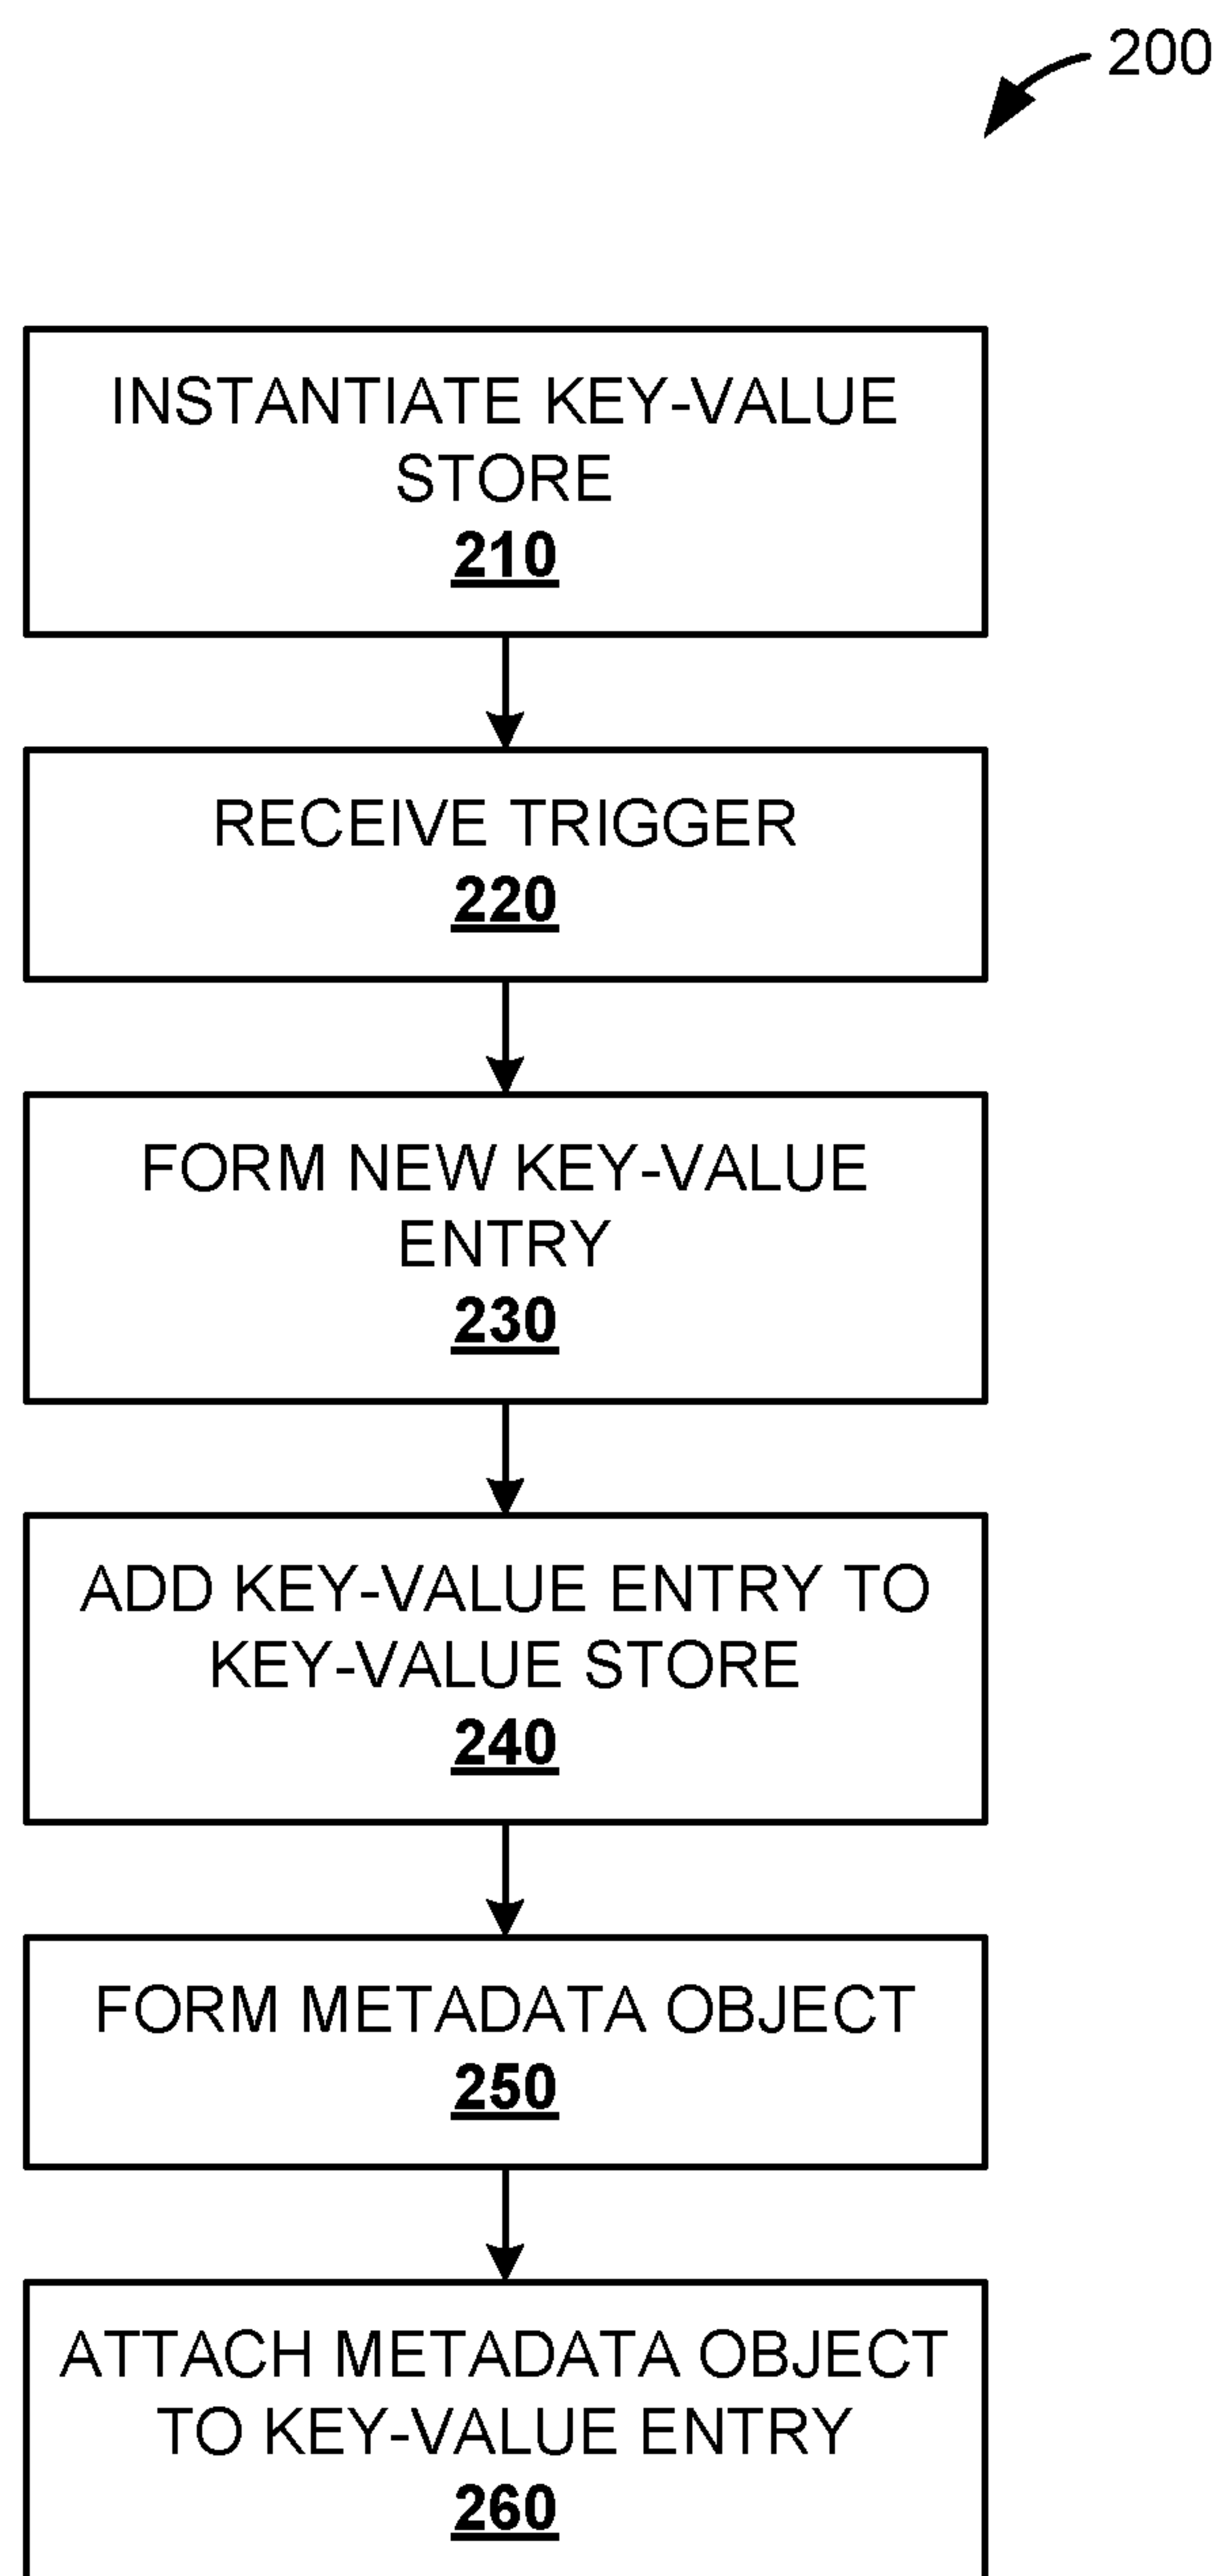 200
INSTANTIATE KEY-VALUE
STORE
210
RECEIVE TRIGGER
220
FORM NEW KEY-VALUE
ENTRY
230
ADD KEY-VALUE ENTRY TO
KEY-VALUE STORE
240
FORM METADATA OBJECT
250
ATTACH METADATA OBJECT
TO KEY-VALUE ENTRY
260